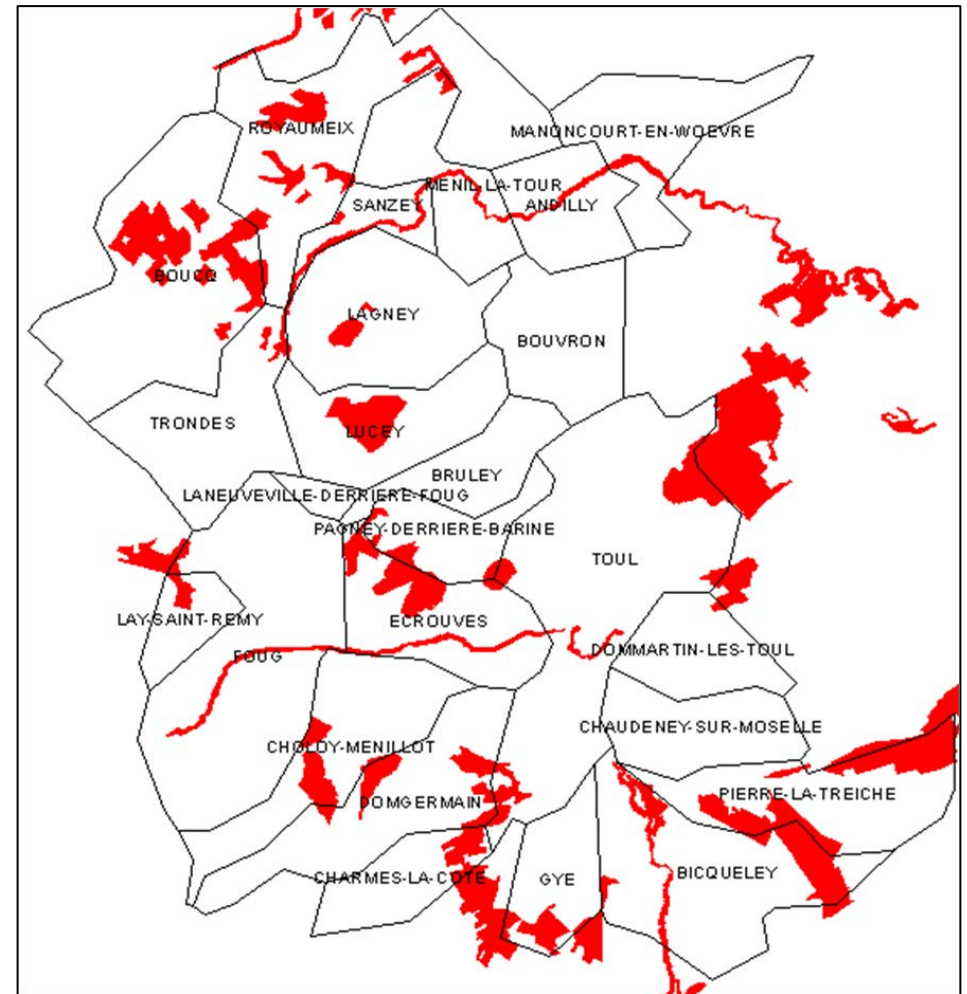 ROYAUMEIX
MANONCOURT-EN-WOEVRE
MENIL-LA-TOUR
SANZEY
ANDILLY
BOUCQ
LAGNEY
BOUVRON
TRONDES
LUCEY
BRULEY
LANEUVEVILLE-DERRIERE-FOUG
PAGNEY-DERRIERE-BARINE
TOUL
LAY-SAINT-REMY
ECROUVES
FOUG
DOMMARTIN-LES-TOUL
CHAUDENEY-SUR-MOSELLE
CHOLOY-MENILLOT
PIERRE-LA-TREICHE
DOMGERMAIN
BICQUELEY
CHARMES-LA-COTE
GYE